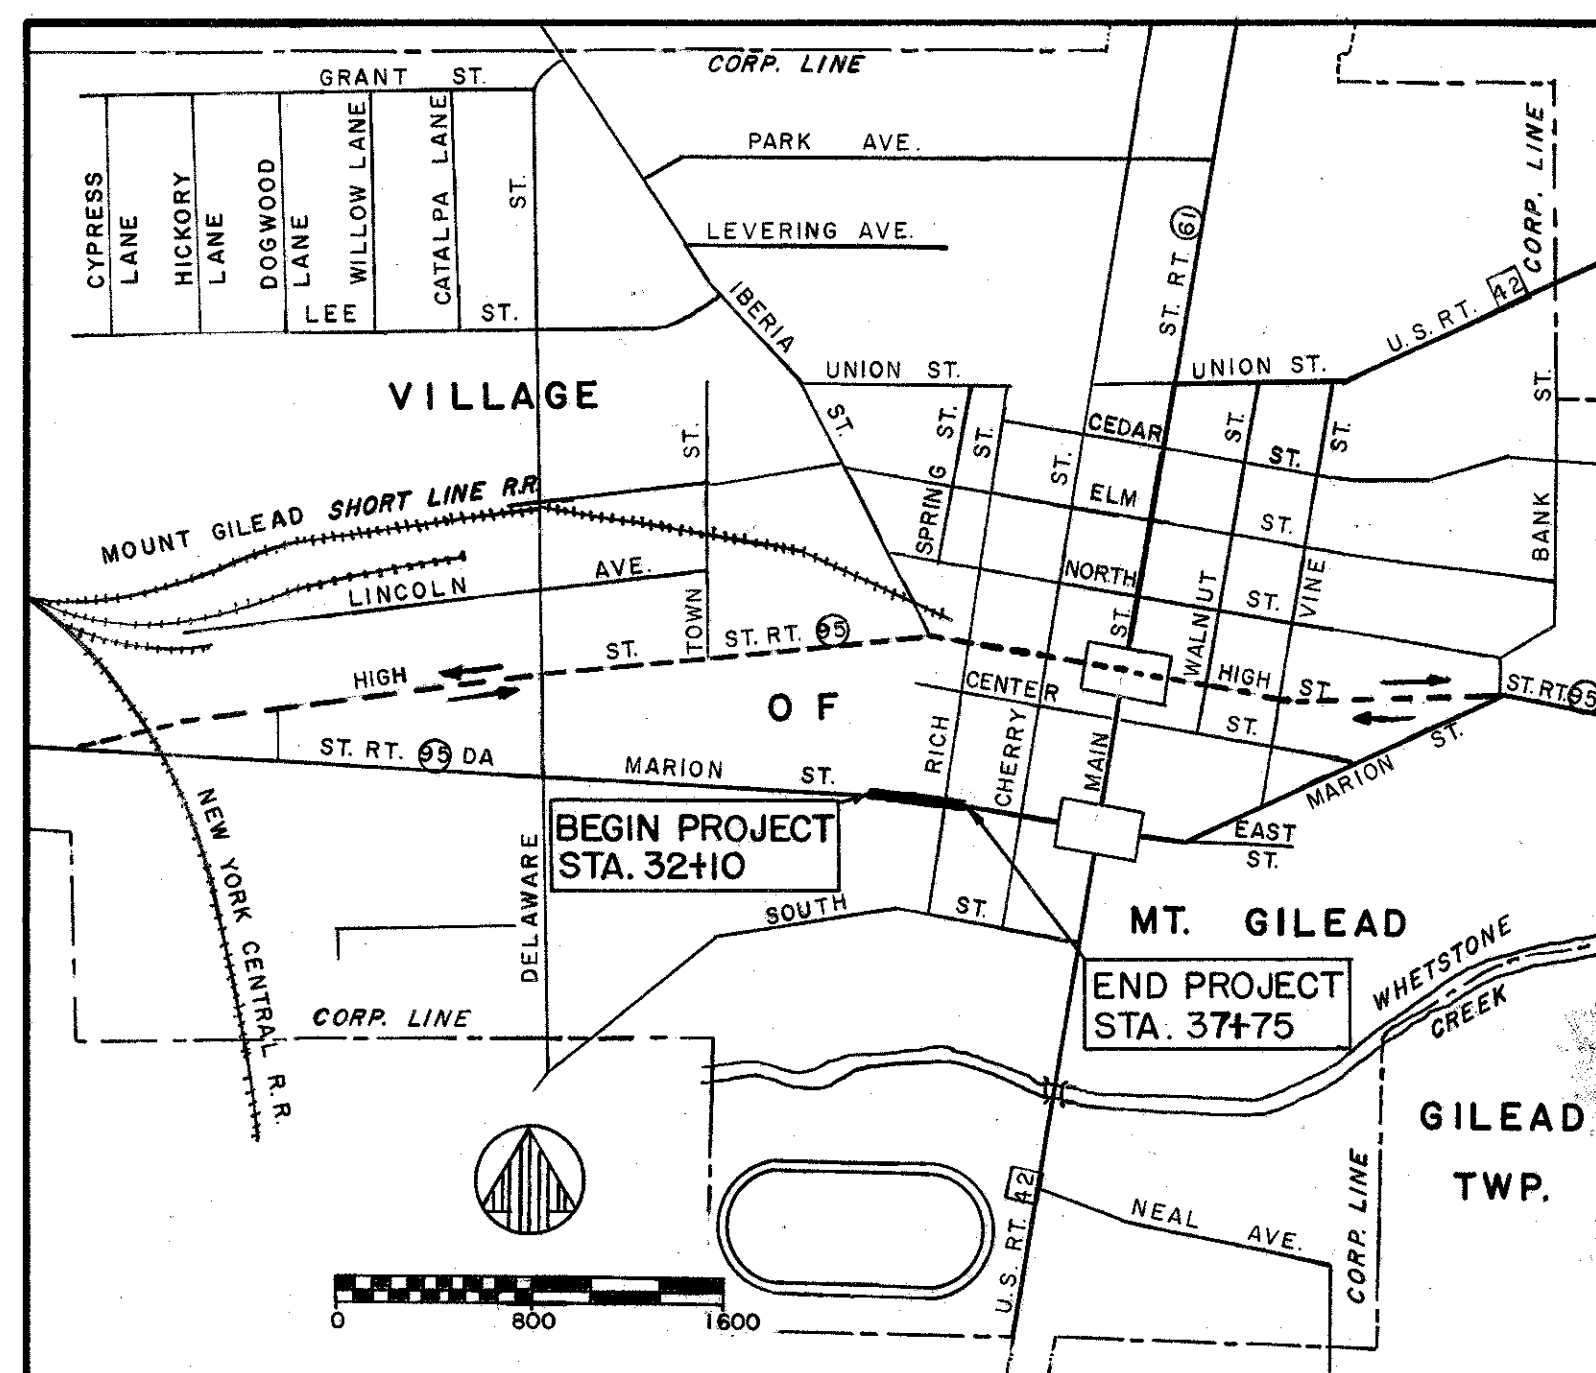 CORP. LINE
GRANT ST.
CYPRESS LANE
HICKORY LANE
DOGWOOD LANE
WILLOW LANE
CATALPA LANE
ST.
LEE ST.
PARK AVE.
LEVERING AVE.
IBERIA ST.
ST. RT. 61
U.S. RT. 42
CORP. LINE
UNION ST.
UNION ST.
VILLAGE
ST.
SPRING ST.
ST.
ST.
CEDAR ST.
ST.
ST.
BANK ST.
ELM ST.
MOUNT GILEAD SHORT LINE R.R.
LINCOLN AVE.
NORTH ST.
WALNUT
VINE
TOWN
ST.
HIGH ST.
ST. RT. 95
HIGH ST.
ST. RT. 95
OF
CENTER ST.
ST. RT. 95 DA
MARION ST.
RICH
CHERRY
MAIN
MARION ST.
EAST ST.
BEGIN PROJECT
STA. 32+10
NEW YORK CENTRAL R.R.
DELAWARE
SOUTH ST.
MT. GILEAD
END PROJECT
STA. 37+75
WHETSTONE CREEK
CORP. LINE
GILEAD
TWP.
U.S. RT. 42
NEAL AVE.
CORP. LINE
0 800 1600